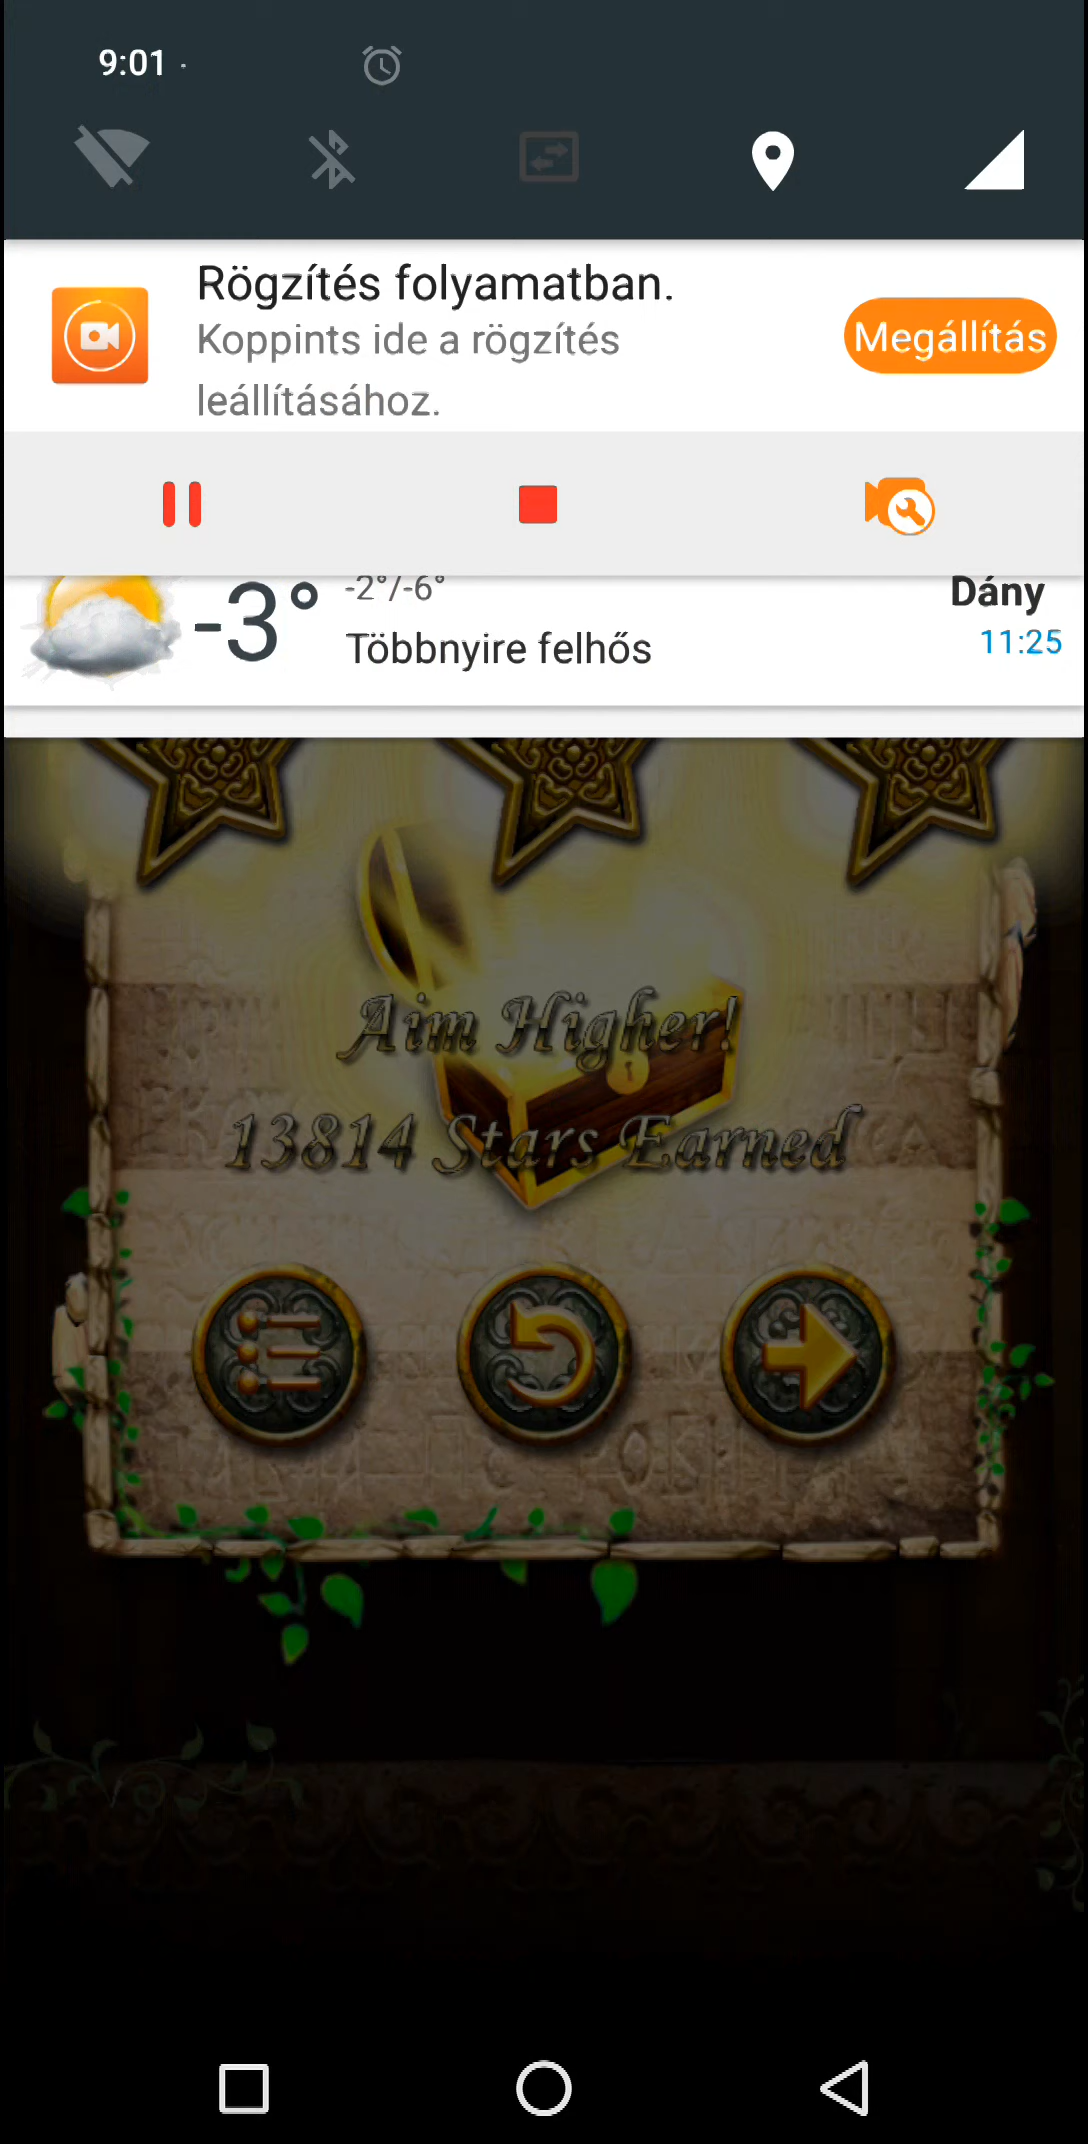 9:01
Rögzítés folyamatban.
Koppints ide a rögzítés
leállításához.
Megállítás
-3°
-2°/-6°
Többnyire felhős
Dány
11:25
Aim Higher!
13814 Stars Earned